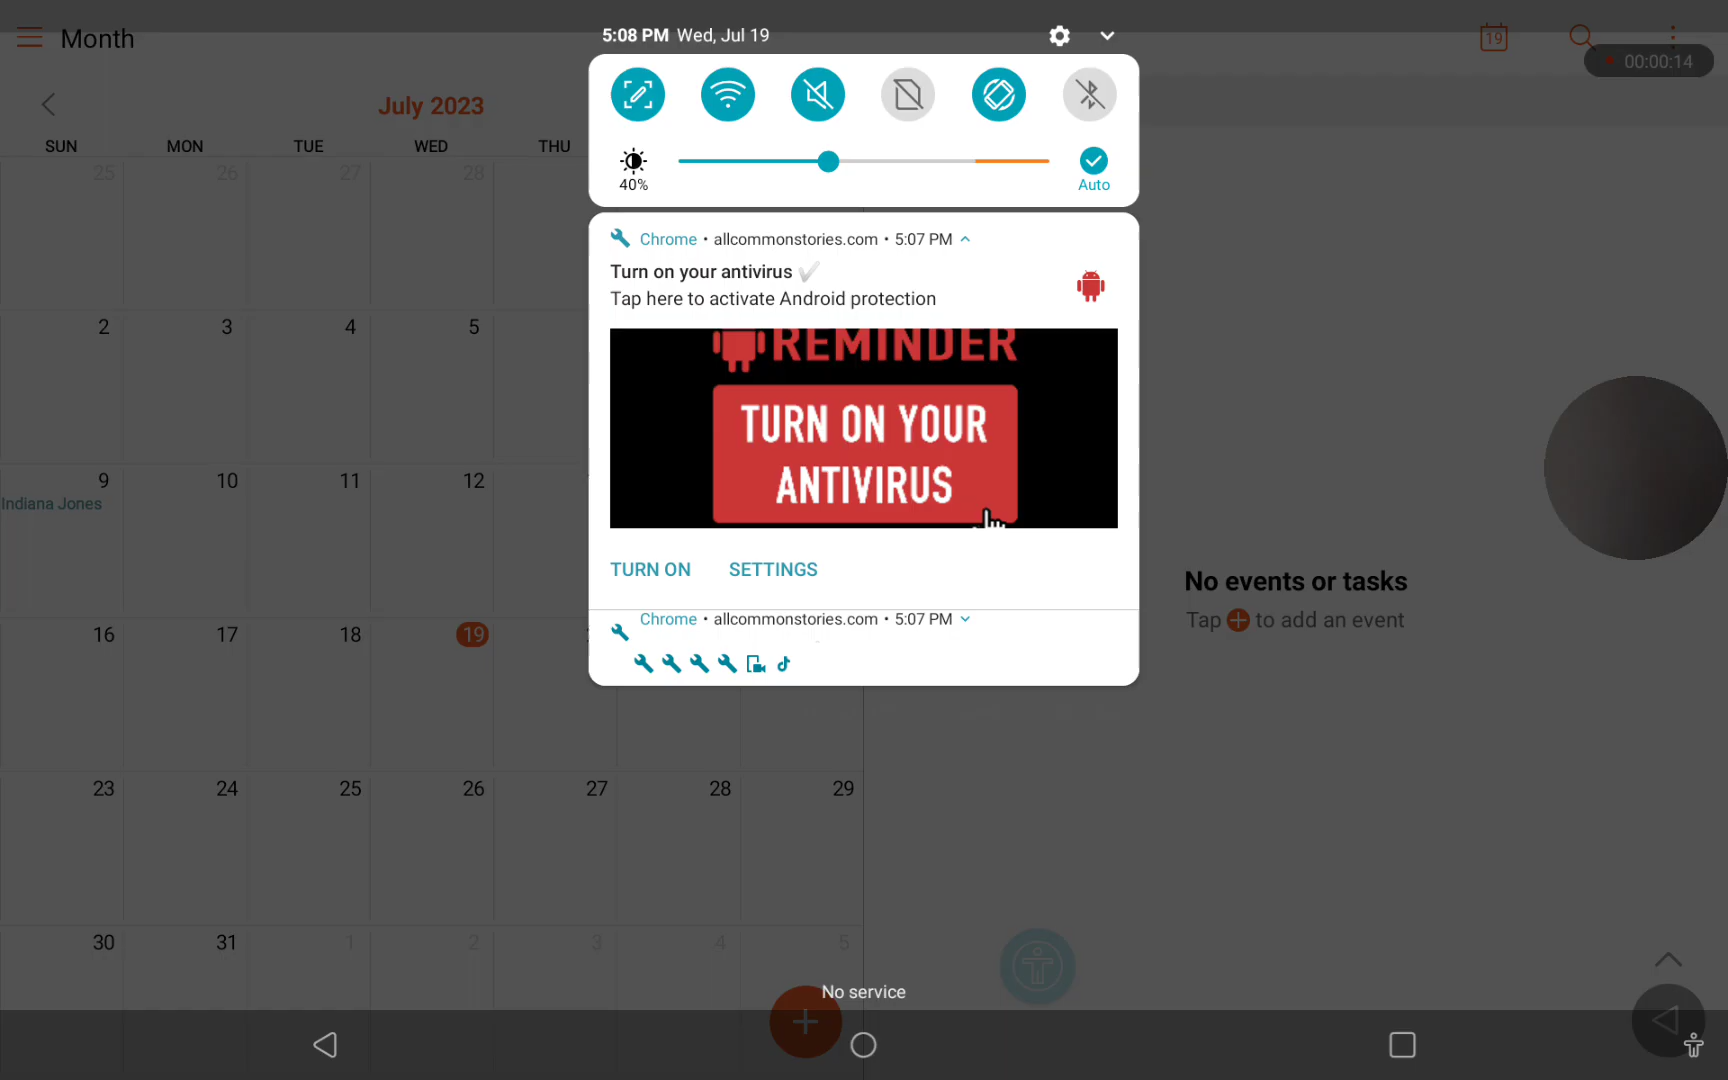 5:08 PM Wed, Jul 19
Month
19
00:00:14
July 2023
SUN MON TUE WED THU
25 26 27 28
2 3 4 5
9 10 11 12
Indiana Jones
16 17 18 19
23 24 25 26 27 28 29
30 31 1 2 3 4 5
40%
Auto
Chrome • allcommonstories.com • 5:07 PM
Turn on your antivirus ✔
Tap here to activate Android protection
REMINDER
TURN ON YOUR
ANTIVIRUS
TURN ON SETTINGS
Chrome • allcommonstories.com • 5:07 PM
No events or tasks
Tap + to add an event
No service